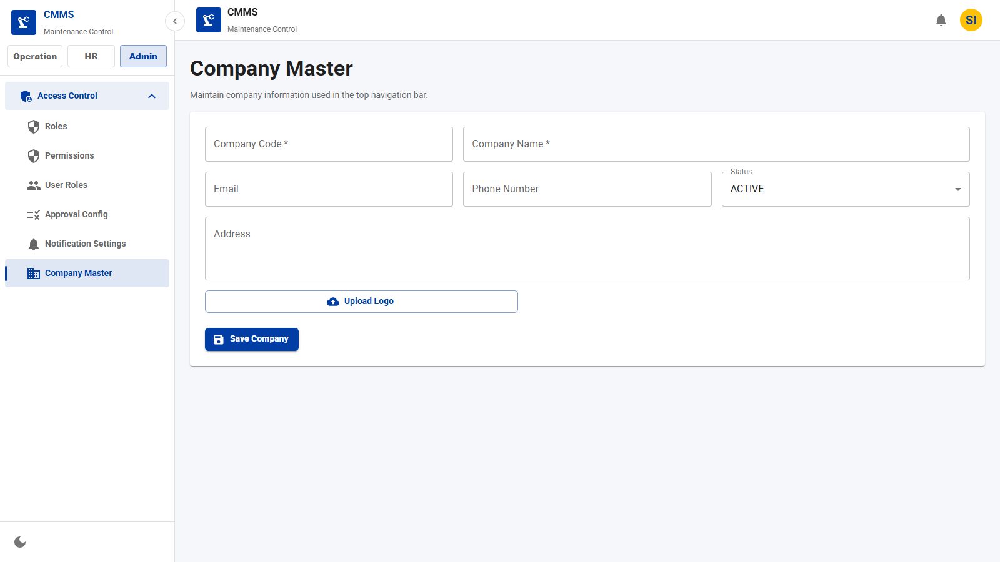 CMMS
Maintenance Control
Operation
HR
Admin
Access Control
Roles
Permissions
User Roles
Approval Config
Notification Settings
Company Master
CMMS
Maintenance Control
SI
Company Master
Maintain company information used in the top navigation bar.
Company Code *
Company Name *
Email
Phone Number
Status
ACTIVE
Address
Upload Logo
Save Company